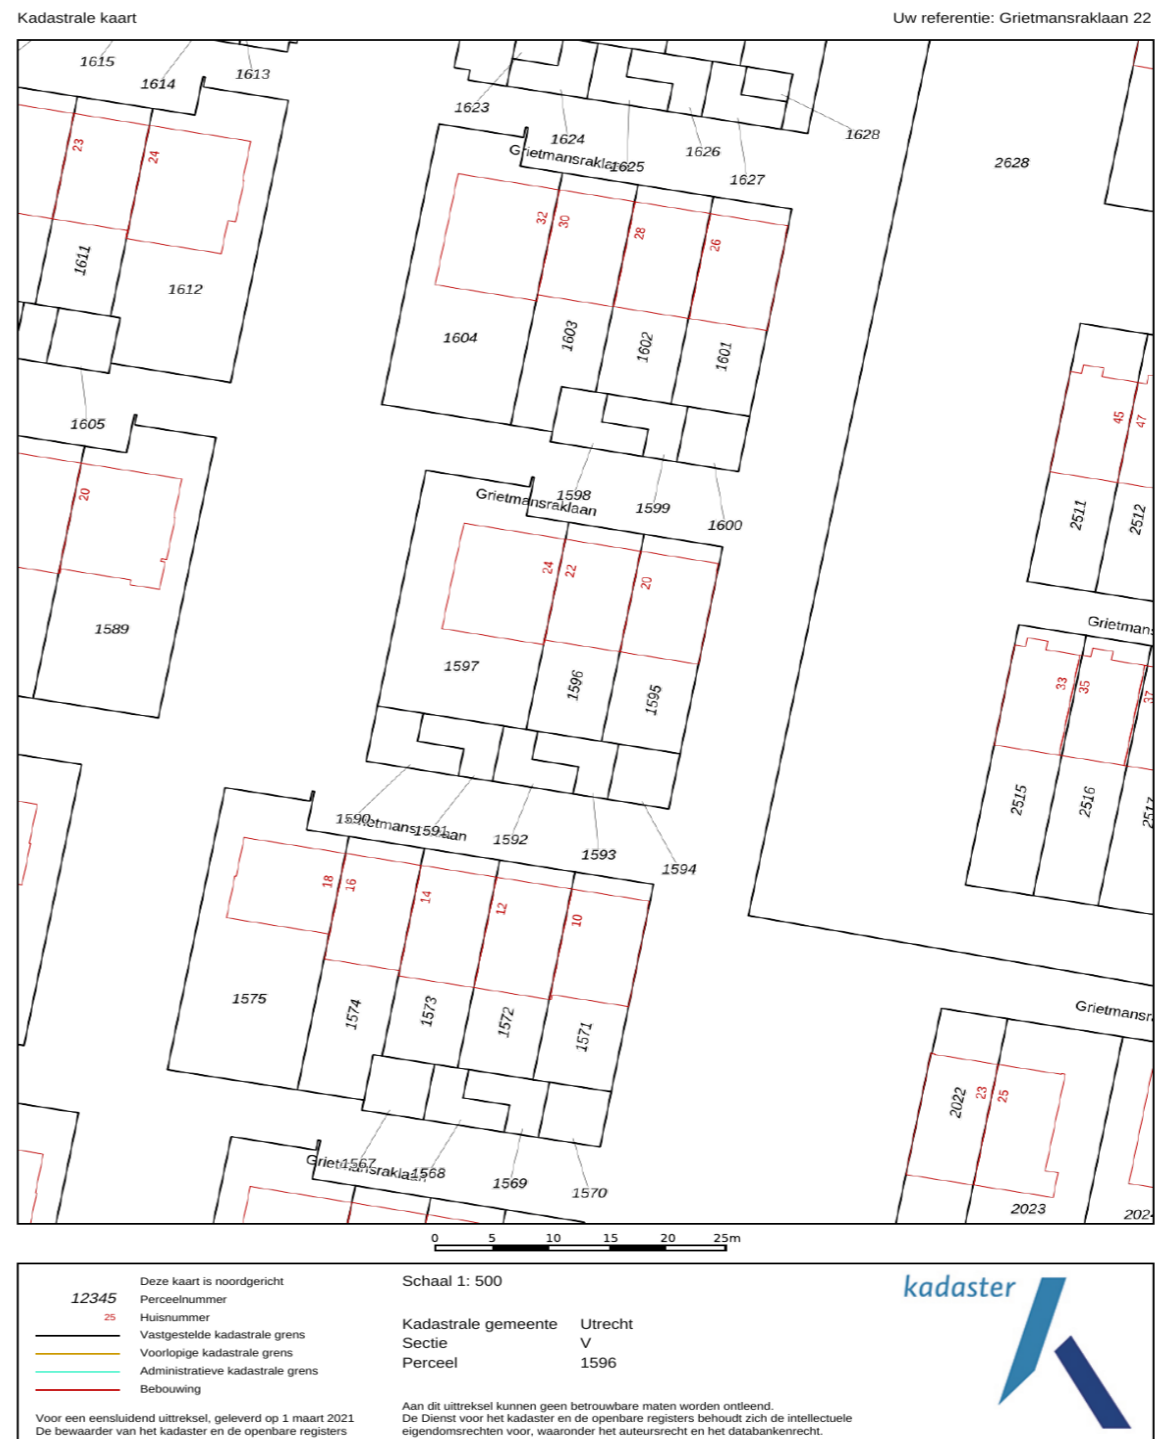 Kadastrale kaart
Uw referentie: Grietmansraklaan 22
1615
1614
1613
1623
1624
1625
1626
1627
1628
2628
Grietmansraklaan
23
24
1611
1612
32
30
28
26
1604
1603
1602
1601
1605
1598
1599
1600
Grietmansraklaan
45
47
2511
2512
20
1589
24
22
20
1597
1596
1595
Grietmans
33
35
37
2515
2516
2517
1590
1591
1592
1593
1594
Grietmansraklaan
18
16
14
12
10
1575
1574
1573
1572
1571
Grietmansr
2022
23
25
2023
2024
1567
1568
1569
1570
Grietmansraklaan
0 5 10 15 20 25m
Deze kaart is noordgericht
12345 Perceelnummer
25 Huisnummer
Vastgestelde kadastrale grens
Voorlopige kadastrale grens
Administratieve kadastrale grens
Bebouwing
Voor een eensluidend uittreksel, geleverd op 1 maart 2021
De bewaarder van het kadaster en de openbare registers
Schaal 1: 500
Kadastrale gemeente Utrecht
Sectie V
Perceel 1596
Aan dit uittreksel kunnen geen betrouwbare maten worden ontleend.
De Dienst voor het kadaster en de openbare registers behoudt zich de intellectuele
eigendomsrechten voor, waaronder het auteursrecht en het databankenrecht.
kadaster